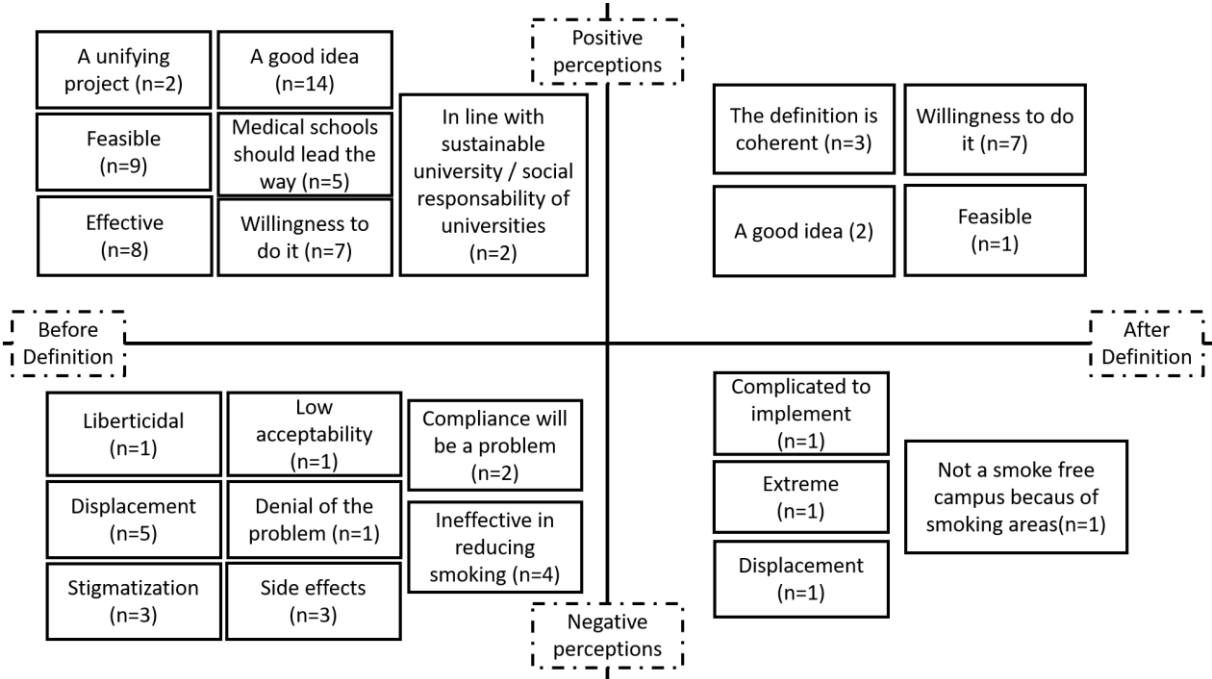 Positive
perceptions
A unifying
project (n=2)
A good idea
(n=14)
Feasible
(n=9)
Medical schools
should lead the
way (n=5)
Effective
(n=8)
Willingness to
do it (n=7)
In line with
sustainable
university / social
responsability of
universities
(n=2)
The definition is
coherent (n=3)
Willingness to do
it (n=7)
A good idea (2)
Feasible
(n=1)
Before
Definition
After
Definition
Liberticidal
(n=1)
Low
acceptability
(n=1)
Compliance will
be a problem
(n=2)
Displacement
(n=5)
Denial of the
problem (n=1)
Ineffective in
reducing
smoking (n=4)
Stigmatization
(n=3)
Side effects
(n=3)
Complicated to
implement
(n=1)
Extreme
(n=1)
Displacement
(n=1)
Not a smoke free
campus becaus of
smoking areas(n=1)
Negative
perceptions